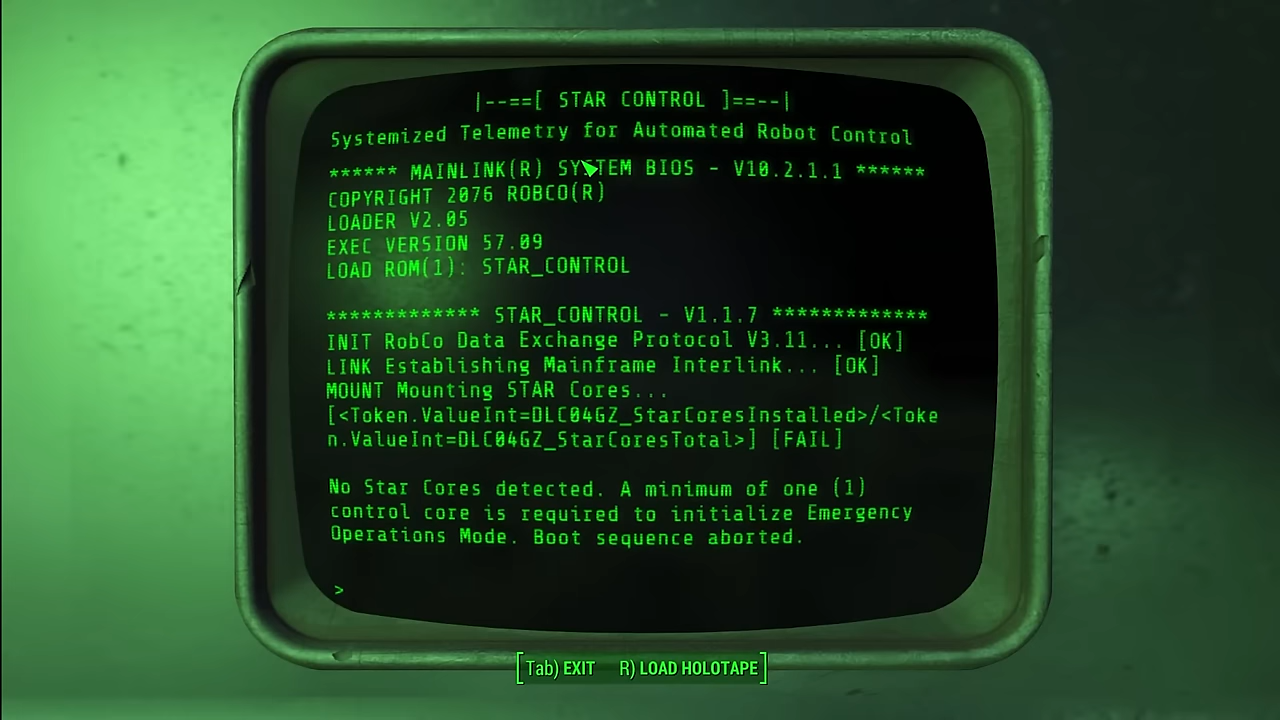 |--==[ STAR CONTROL ]==--|
Systemized Telemetry for Automated Robot Control
****** MAINLINK(R) SYSTEM BIOS - V10.2.1.1 ******
COPYRIGHT 2076 ROBCO(R)
LOADER V2.05
EXEC VERSION 57.09
LOAD ROM(1): STAR_CONTROL
************* STAR_CONTROL - V1.1.7 *************
INIT RobCo Data Exchange Protocol V3.11... [OK]
LINK Establishing Mainframe Interlink... [OK]
MOUNT Mounting STAR Cores...
[<Token.ValueInt=DLC04GZ_StarCoresInstalled>/<Toke
n.ValueInt=DLC04GZ_StarCoresTotal>] [FAIL]
No Star Cores detected. A minimum of one (1)
control core is required to initialize Emergency
Operations Mode. Boot sequence aborted.
>
[Tab) EXIT R) LOAD HOLOTAPE]